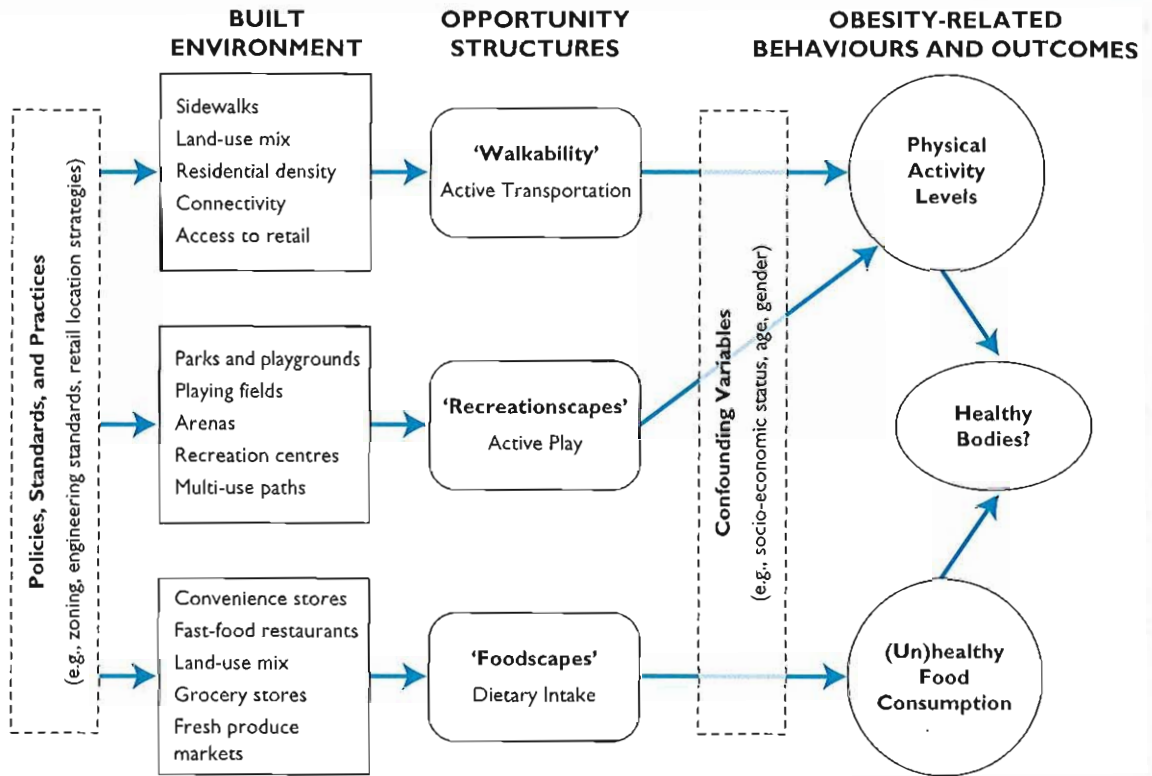 BUILT
ENVIRONMENT
OPPORTUNITY
STRUCTURES
OBESITY-RELATED
BEHAVIOURS AND OUTCOMES
Policies, Standards, and Practices
(e.g., zoning, engineering standards, retail location strategies)
Sidewalks
Land-use mix
Residential density
Connectivity
Access to retail
'Walkability'
Active Transportation
Parks and playgrounds
Playing fields
Arenas
Recreation centres
Multi-use paths
'Recreationscapes'
Active Play
Convenience stores
Fast-food restaurants
Land-use mix
Grocery stores
Fresh produce
markets
'Foodscapes'
Dietary Intake
Confounding Variables
(e.g., socio-economic status, age, gender)
Physical
Activity
Levels
Healthy
Bodies?
(Un)healthy
Food
Consumption